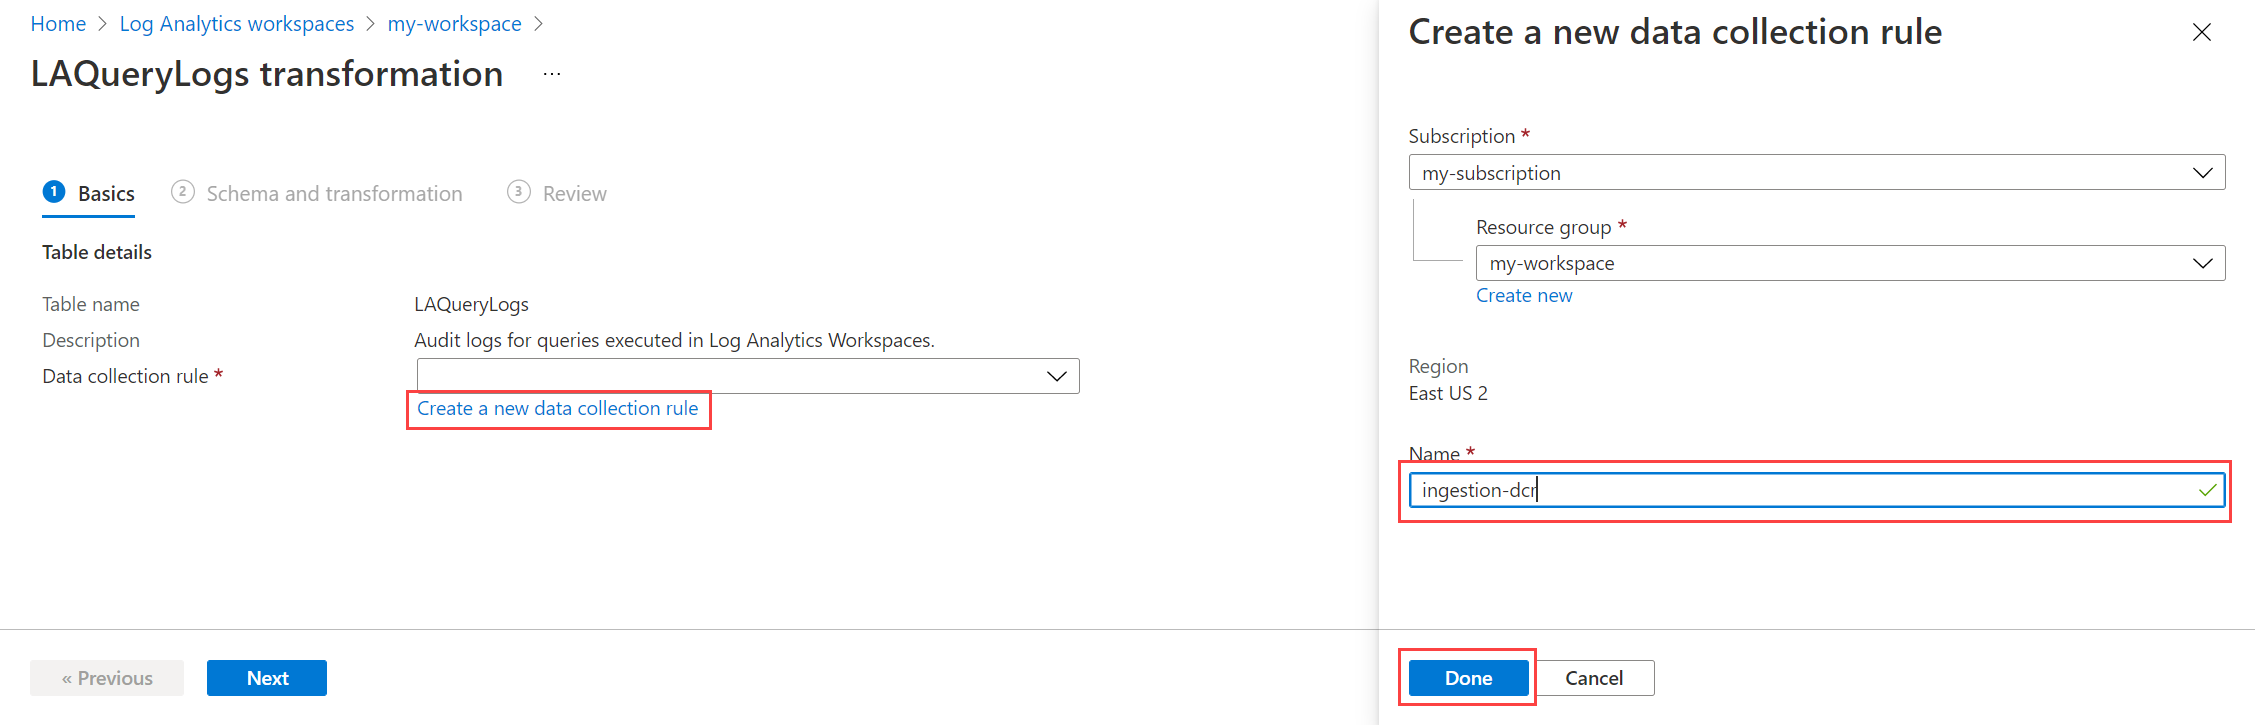 Home > Log Analytics workspaces > my-workspace >
LAQueryLogs transformation ...
1 Basics 2 Schema and transformation 3 Review
Table details
Table name LAQueryLogs
Description Audit logs for queries executed in Log Analytics Workspaces.
Data collection rule *
Create a new data collection rule
« Previous Next
Create a new data collection rule
Subscription *
my-subscription
Resource group *
my-workspace
Create new
Region
East US 2
Name *
ingestion-dcr
Done Cancel